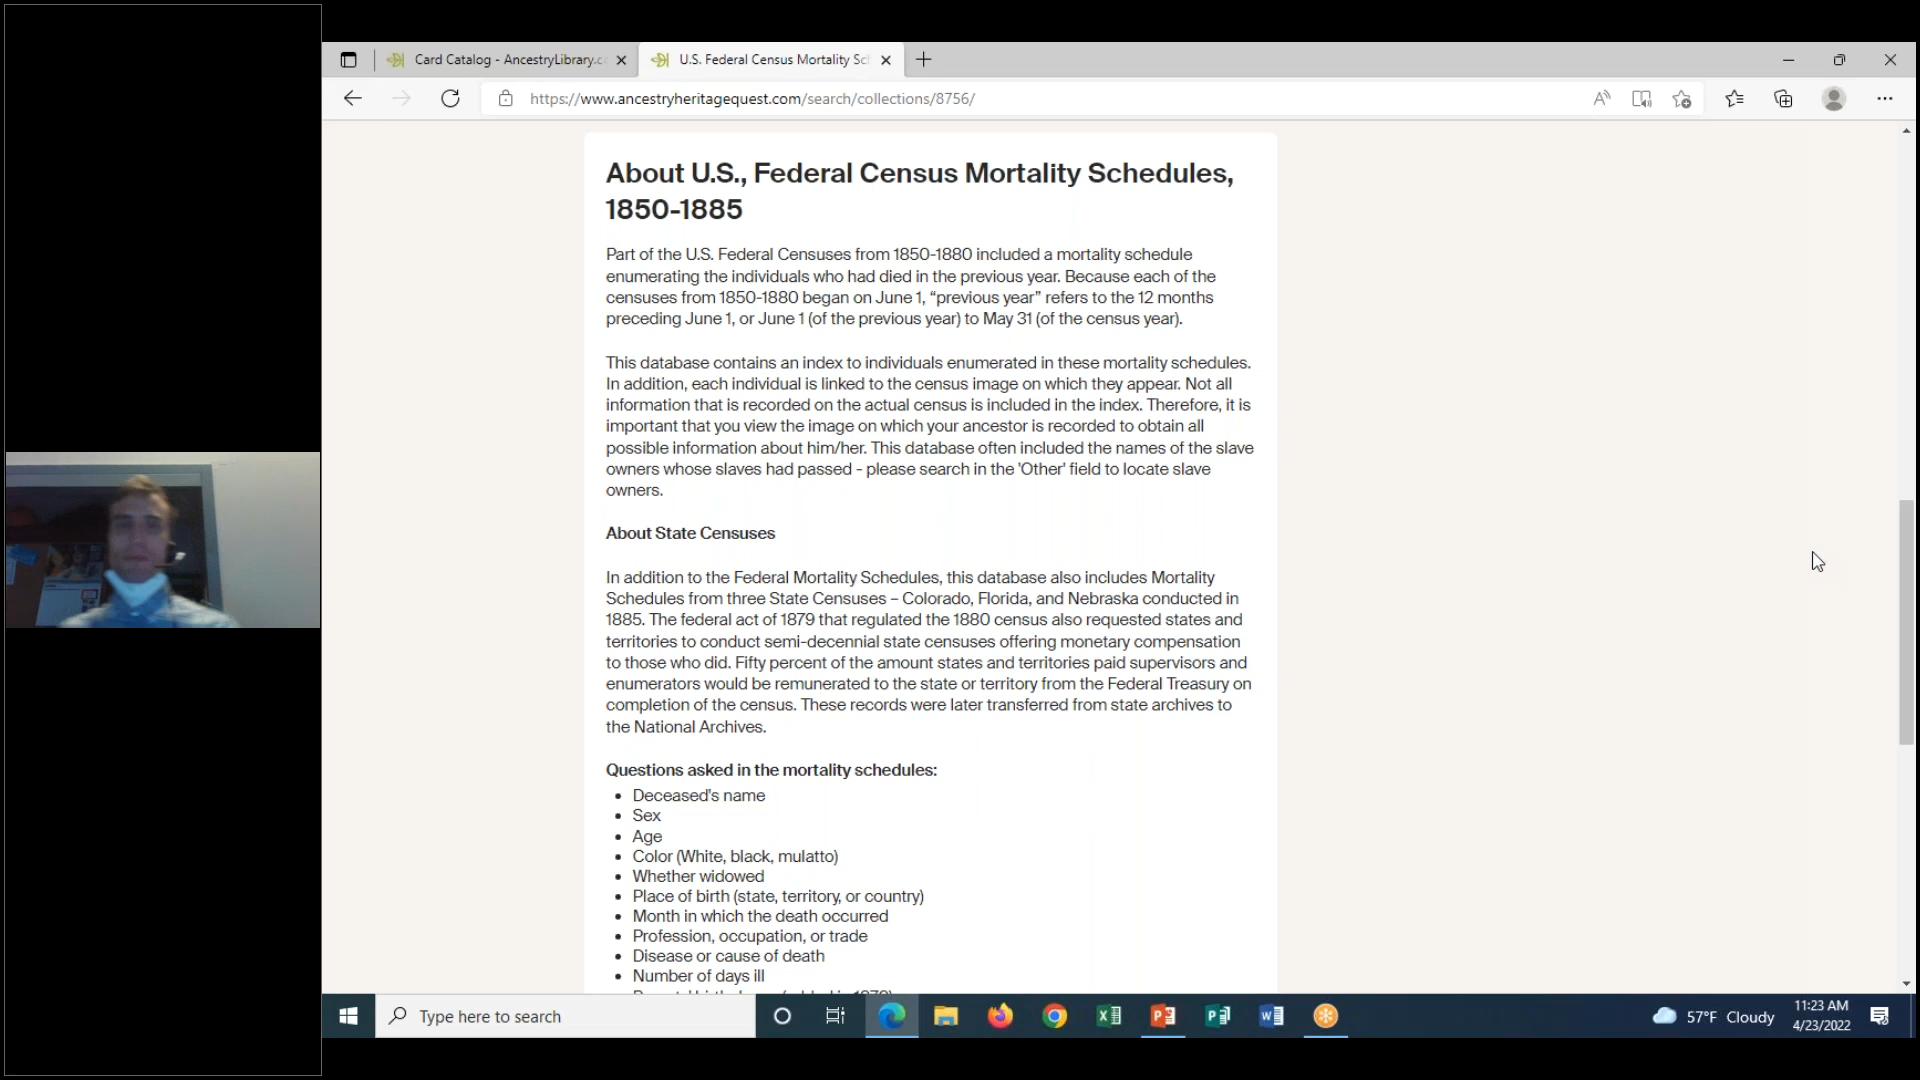 Card Catalog - AncestryLibrary.c
U.S. Federal Census Mortality Sc
https://www.ancestryheritagequest.com/search/collections/8756/
About U.S., Federal Census Mortality Schedules,
1850-1885
Part of the U.S. Federal Censuses from 1850-1880 included a mortality schedule
enumerating the individuals who had died in the previous year. Because each of the
censuses from 1850-1880 began on June 1, “previous year” refers to the 12 months
preceding June 1, or June 1 (of the previous year) to May 31 (of the census year).
This database contains an index to individuals enumerated in these mortality schedules.
In addition, each individual is linked to the census image on which they appear. Not all
information that is recorded on the actual census is included in the index. Therefore, it is
important that you view the image on which your ancestor is recorded to obtain all
possible information about him/her. This database often included the names of the slave
owners whose slaves had passed - please search in the 'Other' field to locate slave
owners.
About State Censuses
In addition to the Federal Mortality Schedules, this database also includes Mortality
Schedules from three State Censuses – Colorado, Florida, and Nebraska conducted in
1885. The federal act of 1879 that regulated the 1880 census also requested states and
territories to conduct semi-decennial state censuses offering monetary compensation
to those who did. Fifty percent of the amount states and territories paid supervisors and
enumerators would be remunerated to the state or territory from the Federal Treasury on
completion of the census. These records were later transferred from state archives to
the National Archives.
Questions asked in the mortality schedules:
• Deceased's name
• Sex
• Age
• Color (White, black, mulatto)
• Whether widowed
• Place of birth (state, territory, or country)
• Month in which the death occurred
• Profession, occupation, or trade
• Disease or cause of death
• Number of days ill
Type here to search
57°F Cloudy
11:23 AM
4/23/2022